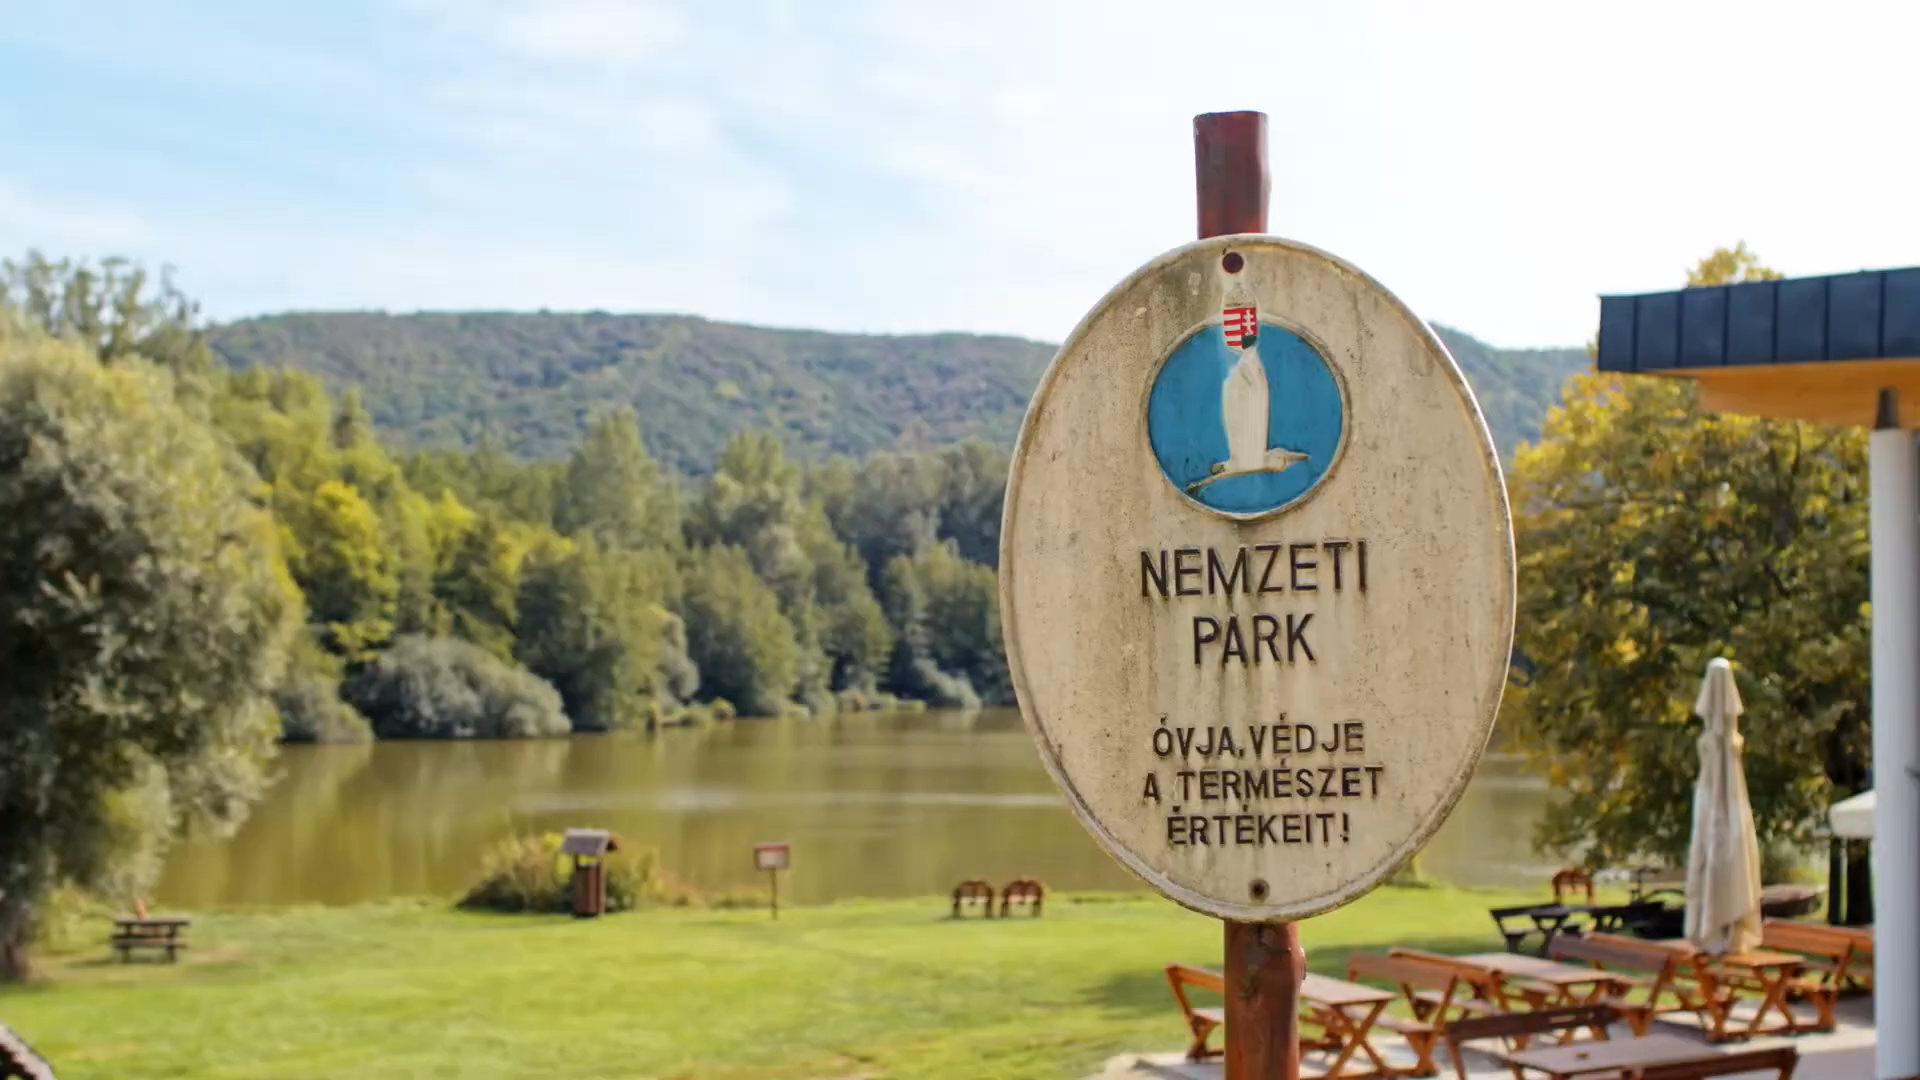 NEMZETI
PARK
ÓVJA, VÉDJE
A TERMÉSZET
ÉRTÉKEIT!